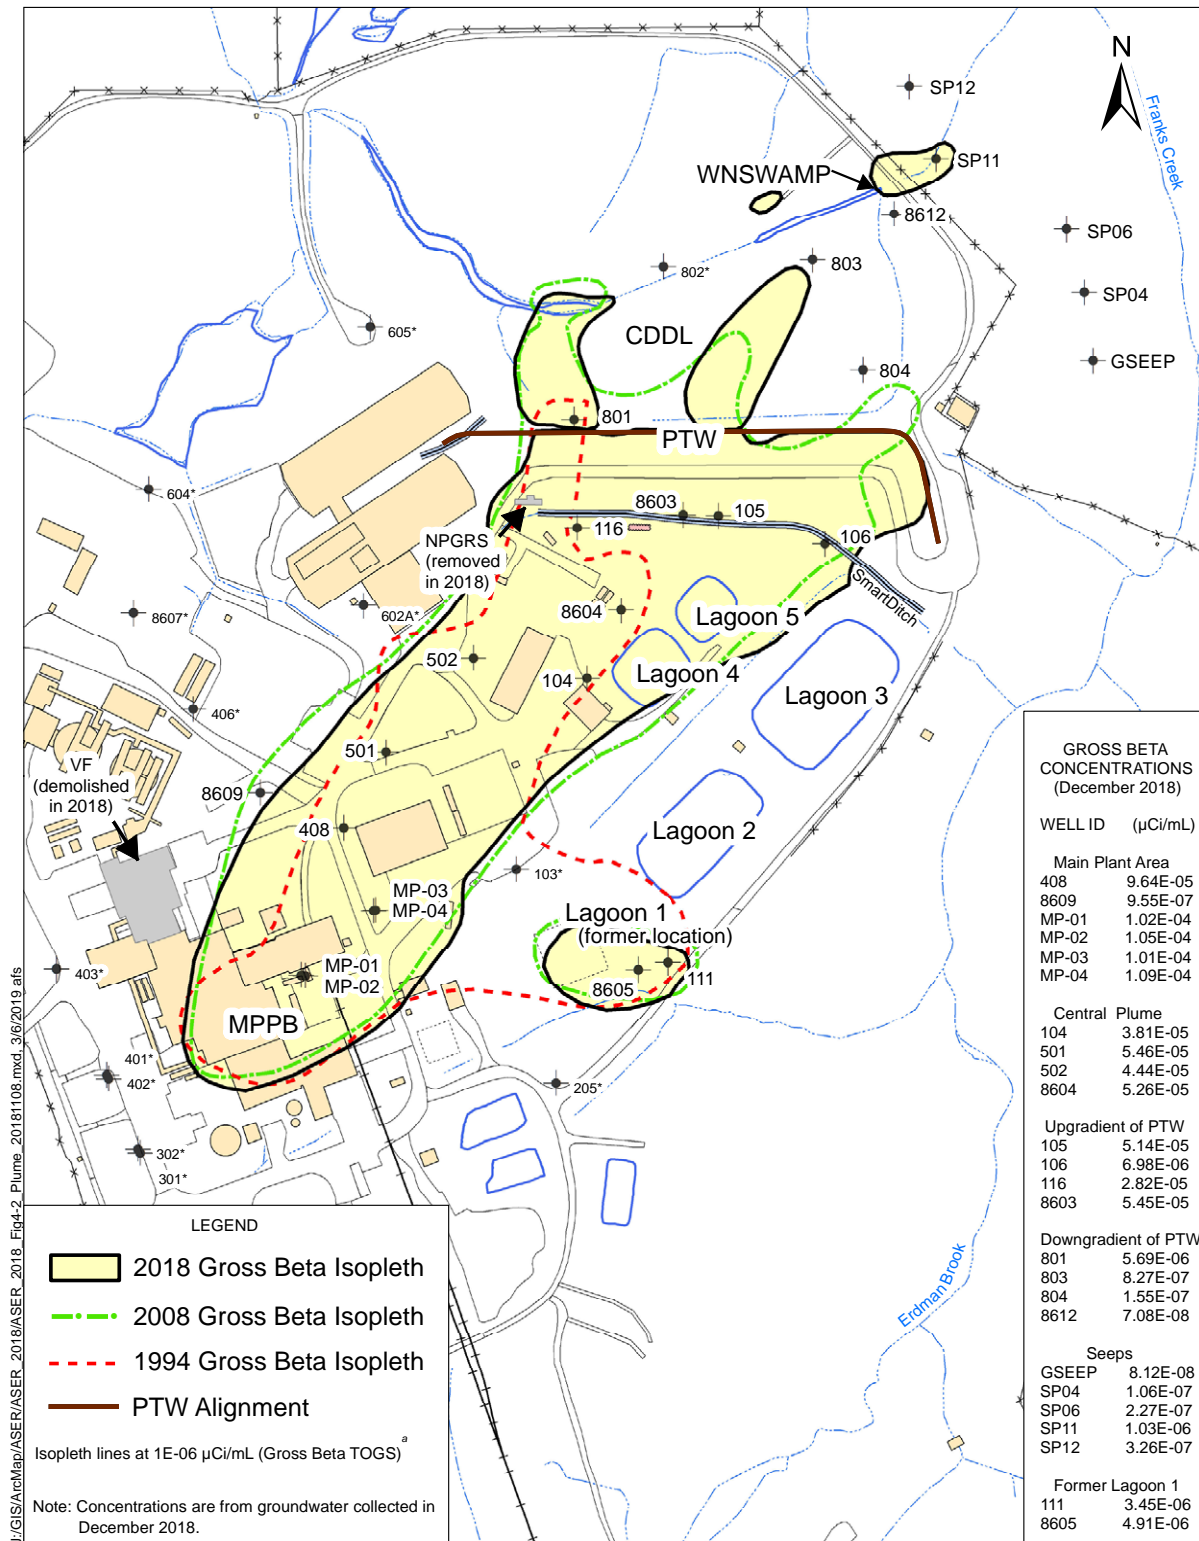 N
Franks Creek
SP12
SP11
WNSWAMP
8612
SP06
803
802*
SP04
605*
CDDL
GSEEP
804
801
PTW
604*
8603
105
116
106
NPGRS
(removed
in 2018)
SmartDitch
8607*
602A*
8604
Lagoon 5
502
104
Lagoon 4
Lagoon 3
406*
501
VF
(demolished
in 2018)
8609
408
Lagoon 2
103*
MP-03
MP-04
Lagoon 1
(former location)
403*
MP-01
MP-02
8605
111
MPPB
401*
402*
205*
302*
301*
Erdman Brook
GROSS BETA
CONCENTRATIONS
(December 2018)
WELL ID (µCi/mL)
Main Plant Area
408 9.64E-05
8609 9.55E-07
MP-01 1.02E-04
MP-02 1.05E-04
MP-03 1.01E-04
MP-04 1.09E-04
Central Plume
104 3.81E-05
501 5.46E-05
502 4.44E-05
8604 5.26E-05
Upgradient of PTW
105 5.14E-05
106 6.98E-06
116 2.82E-05
8603 5.45E-05
Downgradient of PTW
801 5.69E-06
803 8.27E-07
804 1.55E-07
8612 7.08E-08
Seeps
GSEEP 8.12E-08
SP04 1.06E-07
SP06 2.27E-07
SP11 1.03E-06
SP12 3.26E-07
Former Lagoon 1
111 3.45E-06
8605 4.91E-06
LEGEND
2018 Gross Beta Isopleth
2008 Gross Beta Isopleth
1994 Gross Beta Isopleth
PTW Alignment
Isopleth lines at 1E-06 µCi/mL (Gross Beta TOGS)a
Note: Concentrations are from groundwater collected in
December 2018.
:/GIS/ArcMap/ASER/ASER_2018/ASER_2018_Fig4-2_Plume_20181108.mxd, 3/6/2019 afs